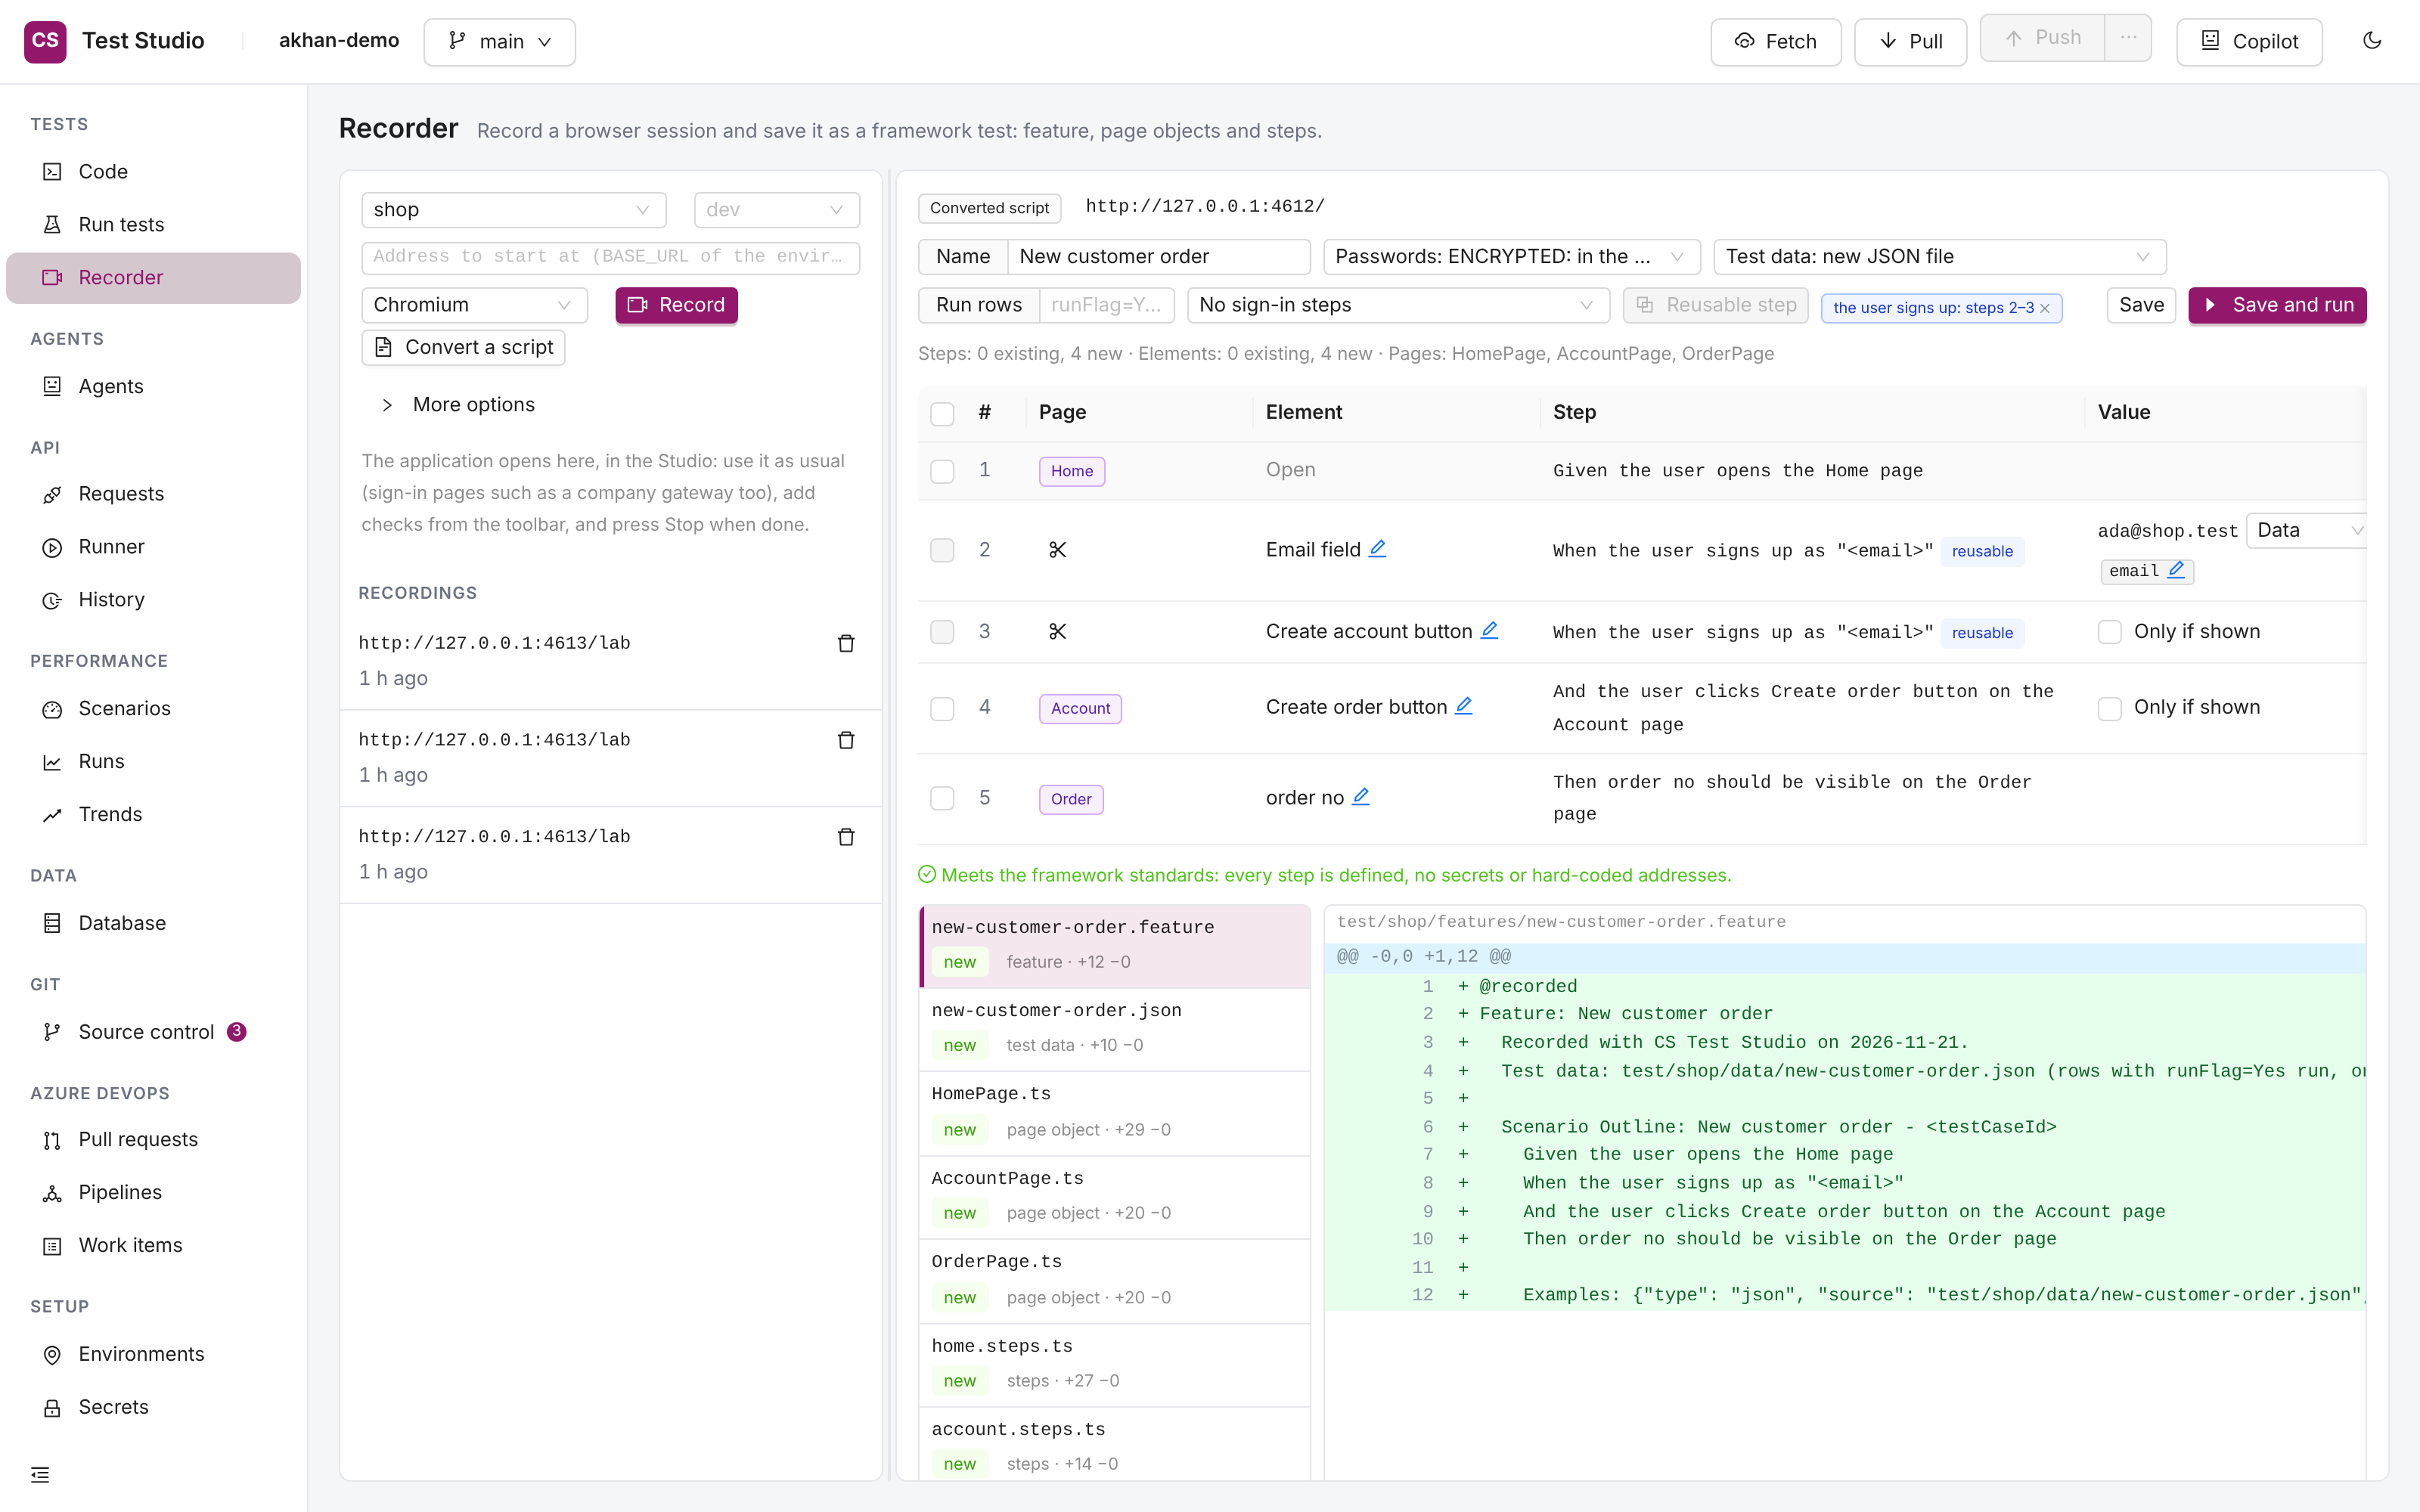 CS Test Studio akhan-demo main Fetch Pull Push ··· Copilot
TESTS
Code
Run tests
Recorder
AGENTS
Agents
API
Requests
Runner
History
PERFORMANCE
Scenarios
Runs
Trends
DATA
Database
GIT
Source control 3
AZURE DEVOPS
Pull requests
Pipelines
Work items
SETUP
Environments
Secrets
Recorder Record a browser session and save it as a framework test: feature, page objects and steps.
shop dev
Address to start at (BASE_URL of the envir…
Chromium Record
Convert a script
More options
The application opens here, in the Studio: use it as usual
(sign-in pages such as a company gateway too), add
checks from the toolbar, and press Stop when done.
RECORDINGS
http://127.0.0.1:4613/lab
1 h ago
http://127.0.0.1:4613/lab
1 h ago
http://127.0.0.1:4613/lab
1 h ago
Converted script http://127.0.0.1:4612/
Name New customer order Passwords: ENCRYPTED: in the ... Test data: new JSON file
Run rows runFlag=Y... No sign-in steps Reusable step the user signs up: steps 2–3 Save Save and run
Steps: 0 existing, 4 new · Elements: 0 existing, 4 new · Pages: HomePage, AccountPage, OrderPage
# Page Element Step Value
1 Home Open Given the user opens the Home page
2 Email field When the user signs up as "<email>" reusable ada@shop.test Data
email
3 Create account button When the user signs up as "<email>" reusable Only if shown
4 Account Create order button And the user clicks Create order button on the Only if shown
Account page
5 Order order no Then order no should be visible on the Order
page
Meets the framework standards: every step is defined, no secrets or hard-coded addresses.
new-customer-order.feature
new feature · +12 −0
new-customer-order.json
new test data · +10 −0
HomePage.ts
new page object · +29 −0
AccountPage.ts
new page object · +20 −0
OrderPage.ts
new page object · +20 −0
home.steps.ts
new steps · +27 −0
account.steps.ts
new steps · +14 −0
test/shop/features/new-customer-order.feature
@@ -0,0 +1,12 @@
1 + @recorded
2 + Feature: New customer order
3 + Recorded with CS Test Studio on 2026-11-21.
4 + Test data: test/shop/data/new-customer-order.json (rows with runFlag=Yes run,
5 +
6 + Scenario Outline: New customer order - <testCaseId>
7 + Given the user opens the Home page
8 + When the user signs up as "<email>"
9 + And the user clicks Create order button on the Account page
10 + Then order no should be visible on the Order page
11 +
12 + Examples: {"type": "json", "source": "test/shop/data/new-customer-order.json",